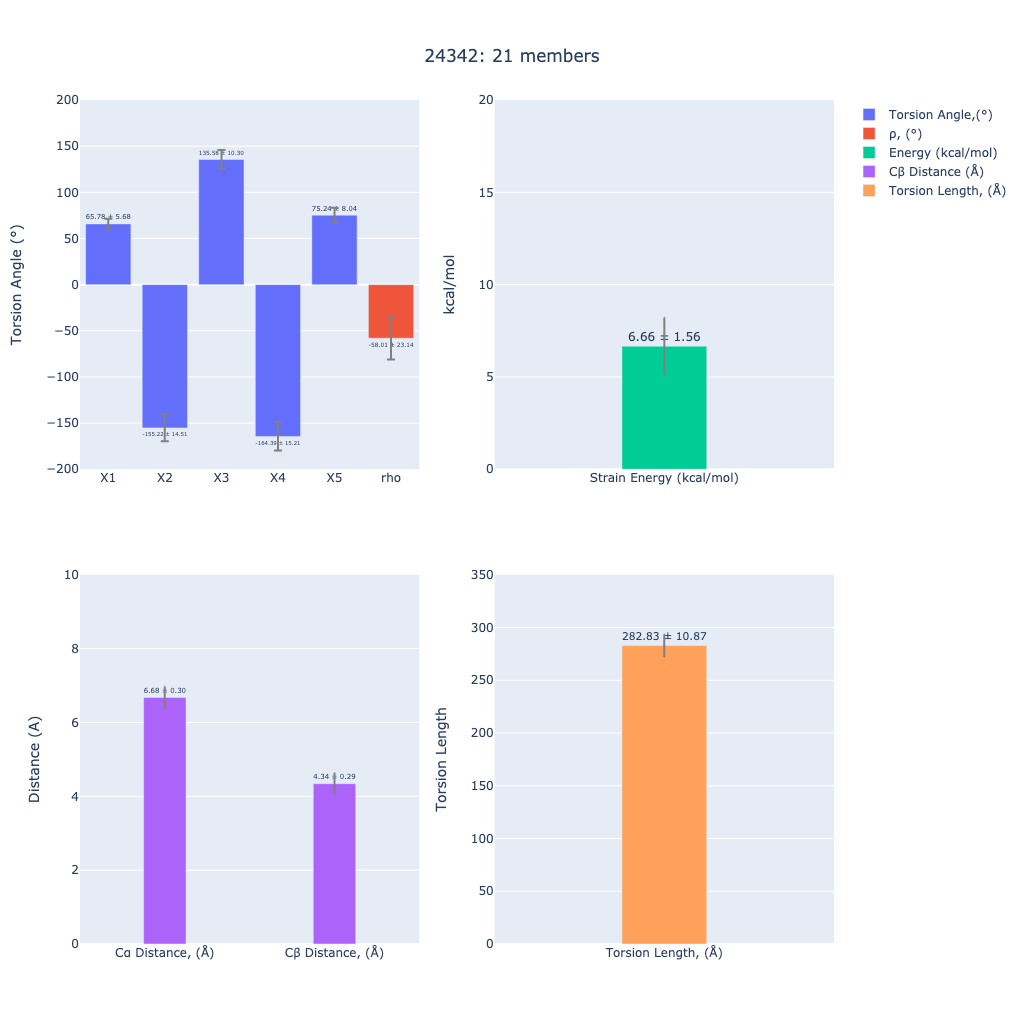 24342: 21 members
Torsion Angle (°)
200
150
100
50
0
−50
−100
−150
−200
65.78 ± 5.68
-155.22 ± 14.51
135.58 ± 10.30
-164.39 ± 15.21
75.24 ± 8.04
-58.01 ± 23.14
X1 X2 X3 X4 X5 rho
kcal/mol
20
15
10
5
0
6.66 ± 1.56
Strain Energy (kcal/mol)
Torsion Angle,(°)
ρ, (°)
Energy (kcal/mol)
Cβ Distance (Å)
Torsion Length, (Å)
Distance (A)
10
8
6
4
2
0
6.68 ± 0.30
4.34 ± 0.29
Cα Distance, (Å) Cβ Distance, (Å)
Torsion Length
350
300
250
200
150
100
50
0
282.83 ± 10.87
Torsion Length, (Å)